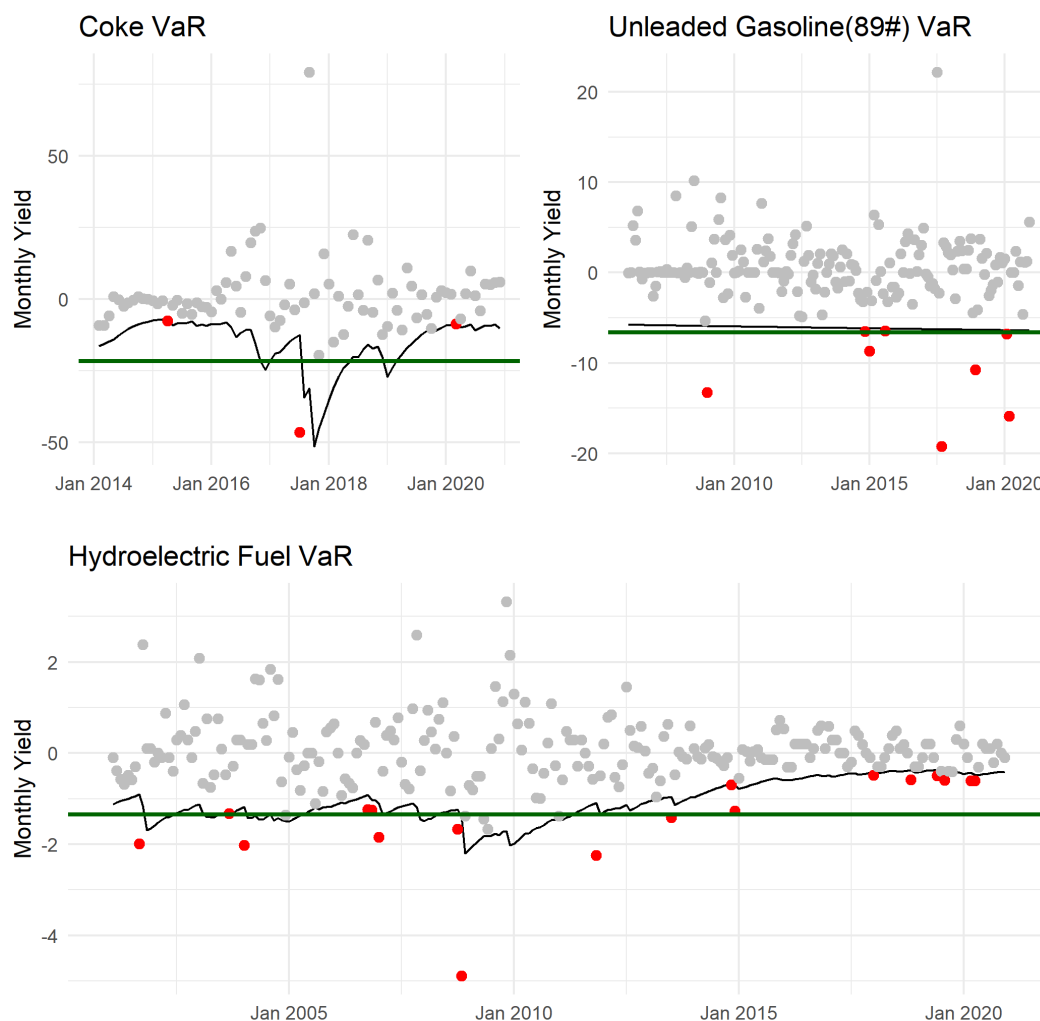 Coke VaR
Monthly Yield
50
0
-50
Jan 2014 Jan 2016 Jan 2018 Jan 2020
Unleaded Gasoline(89#) VaR
Monthly Yield
20
10
0
-10
-20
Jan 2010 Jan 2015 Jan 2020
Hydroelectric Fuel VaR
Monthly Yield
2
0
-2
-4
Jan 2005 Jan 2010 Jan 2015 Jan 2020